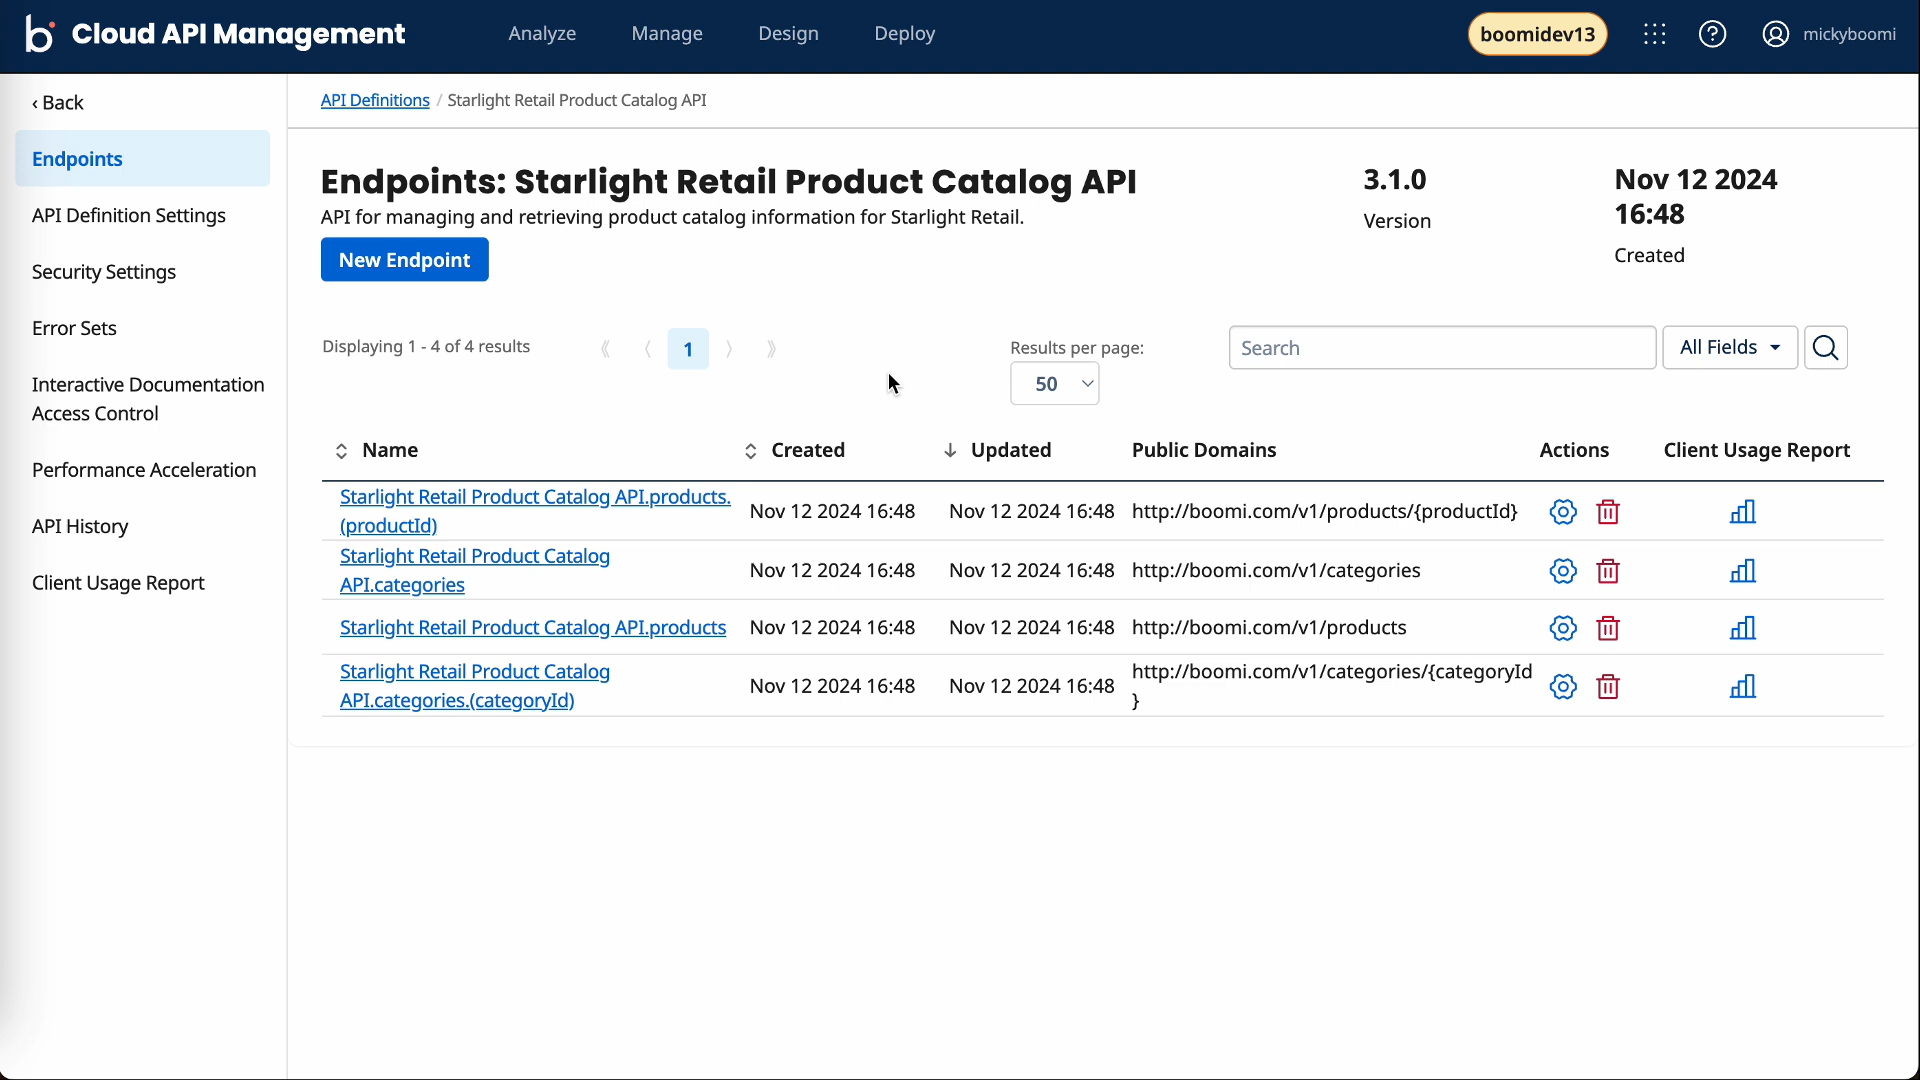 Cloud API Management
Analyze
Manage
Design
Deploy
boomidev13
mickyboomi
‹ Back
Endpoints
API Definition Settings
Security Settings
Error Sets
Interactive Documentation
Access Control
Performance Acceleration
API History
Client Usage Report
API Definitions / Starlight Retail Product Catalog API
Endpoints: Starlight Retail Product Catalog API
API for managing and retrieving product catalog information for Starlight Retail.
New Endpoint
3.1.0
Version
Nov 12 2024
16:48
Created
Displaying 1 - 4 of 4 results
1
Results per page:
50
Search
All Fields
Name
Created
Updated
Public Domains
Actions
Client Usage Report
Starlight Retail Product Catalog API.products.
(productId)
Nov 12 2024 16:48
Nov 12 2024 16:48
http://boomi.com/v1/products/{productId}
Starlight Retail Product Catalog
API.categories
Nov 12 2024 16:48
Nov 12 2024 16:48
http://boomi.com/v1/categories
Starlight Retail Product Catalog API.products
Nov 12 2024 16:48
Nov 12 2024 16:48
http://boomi.com/v1/products
Starlight Retail Product Catalog
API.categories.(categoryId)
Nov 12 2024 16:48
Nov 12 2024 16:48
http://boomi.com/v1/categories/{categoryId
}